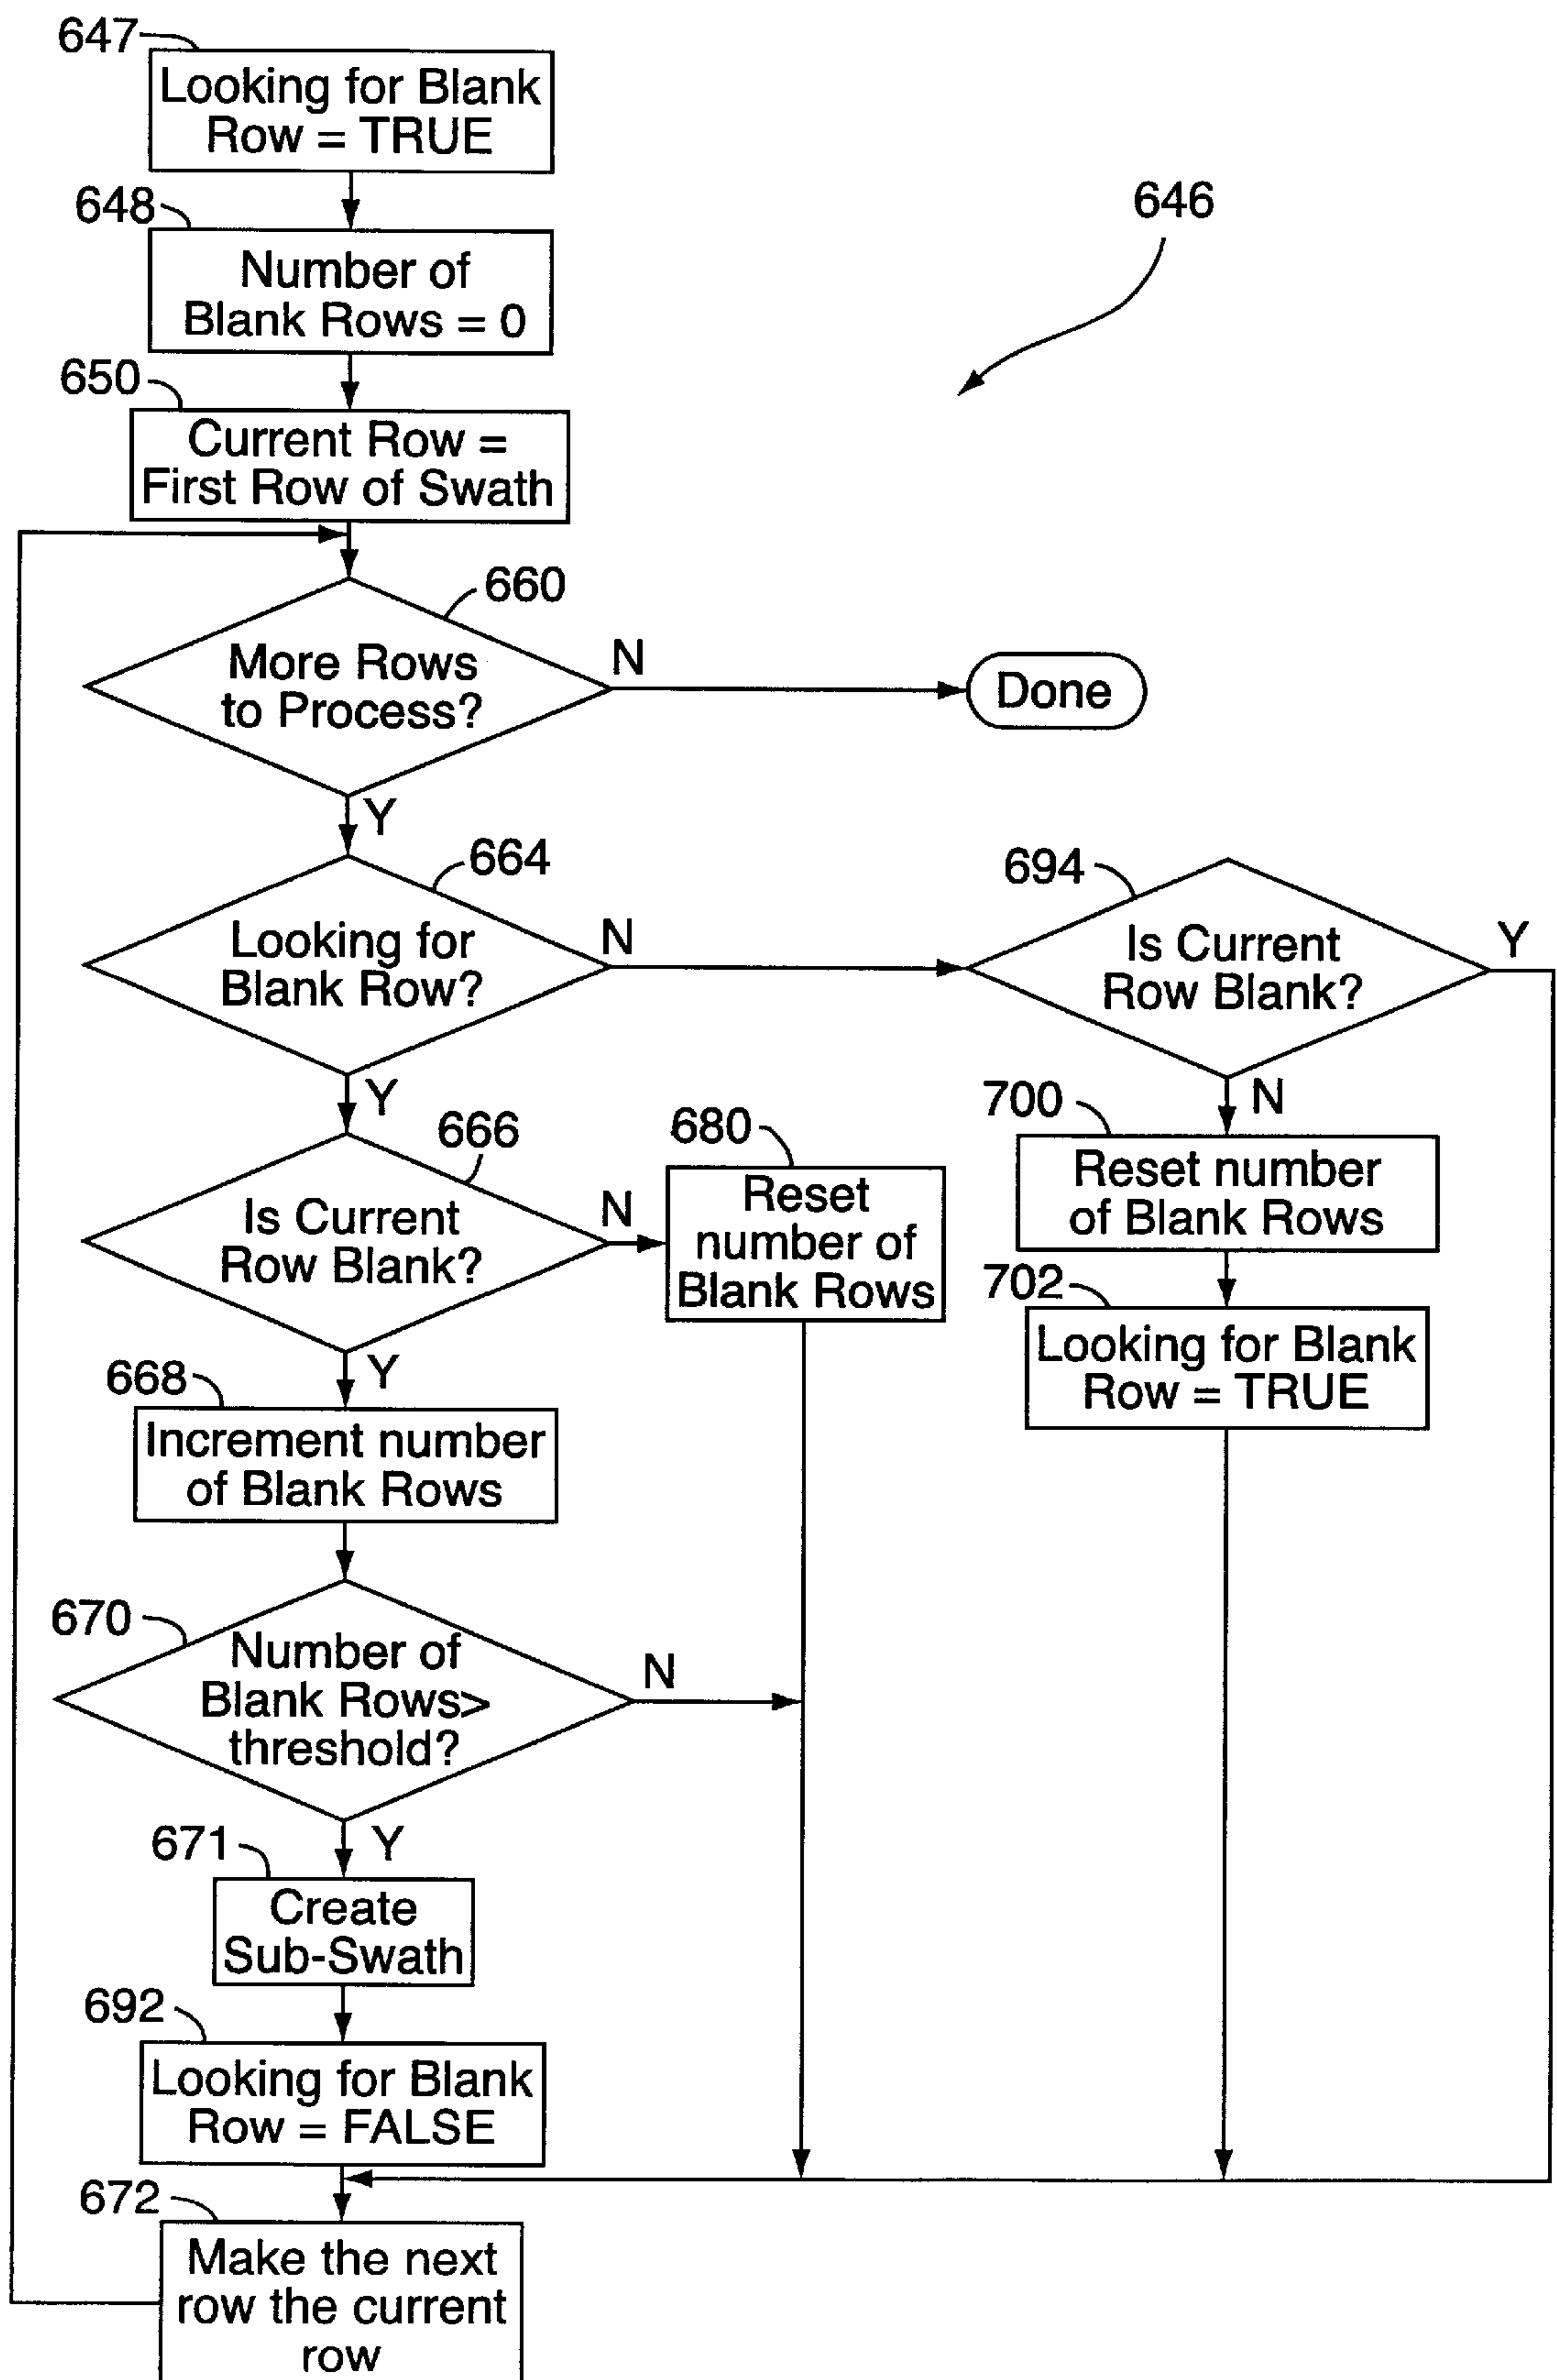 647
Looking for Blank
Row = TRUE
648
Number of
Blank Rows = 0
646
650
Current Row =
First Row of Swath
660
More Rows
to Process?
N
Done
Y
664
Looking for
Blank Row?
N
694
Is Current
Row Blank?
Y
Y
666
Is Current
Row Blank?
N
680
Reset
number of
Blank Rows
N
700
Reset number
of Blank Rows
702
Looking for Blank
Row = TRUE
Y
668
Increment number
of Blank Rows
670
Number of
Blank Rows>
threshold?
N
Y
671
Create
Sub-Swath
692
Looking for Blank
Row = FALSE
672
Make the next
row the current
row